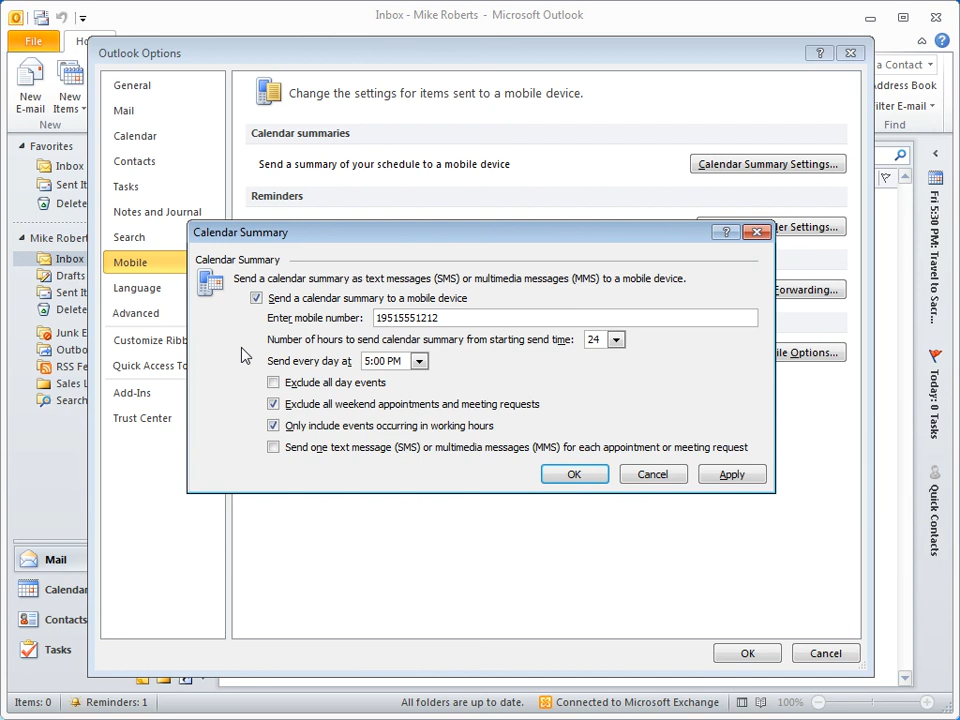 Inbox - Mike Roberts - Microsoft Outlook
File
Outlook Options
New
E-mail
New
Items
New
a Contact
ddress Book
ilter E-mail
Find
General
Mail
Calendar
Contacts
Tasks
Notes and Journal
Search
Mobile
Language
Advanced
Customize Ribb
Quick Access To
Add-Ins
Trust Center
Change the settings for items sent to a mobile device.
Calendar summaries
Send a summary of your schedule to a mobile device
Calendar Summary Settings...
Reminders
er Settings...
Forwarding...
ile Options...
Favorites
Inbox
Sent It
Delete
Mike Rober
Inbox
Drafts
Sent It
Delete
Junk E
Outbo
RSS Fe
Sales L
Search
Calendar Summary
Calendar Summary
Send a calendar summary as text messages (SMS) or multimedia messages (MMS) to a mobile device.
Send a calendar summary to a mobile device
Enter mobile number: 19515551212
Number of hours to send calendar summary from starting send time: 24
Send every day at 5:00 PM
Exclude all day events
Exclude all weekend appointments and meeting requests
Only include events occurring in working hours
Send one text message (SMS) or multimedia messages (MMS) for each appointment or meeting request
OK Cancel Apply
Fri 5:30 PM: Travel to Sacr...
Today: 0 Tasks
Quick Contacts
Mail
Calendar
Contacts
Tasks
OK Cancel
Items: 0 Reminders: 1 All folders are up to date. Connected to Microsoft Exchange 100%